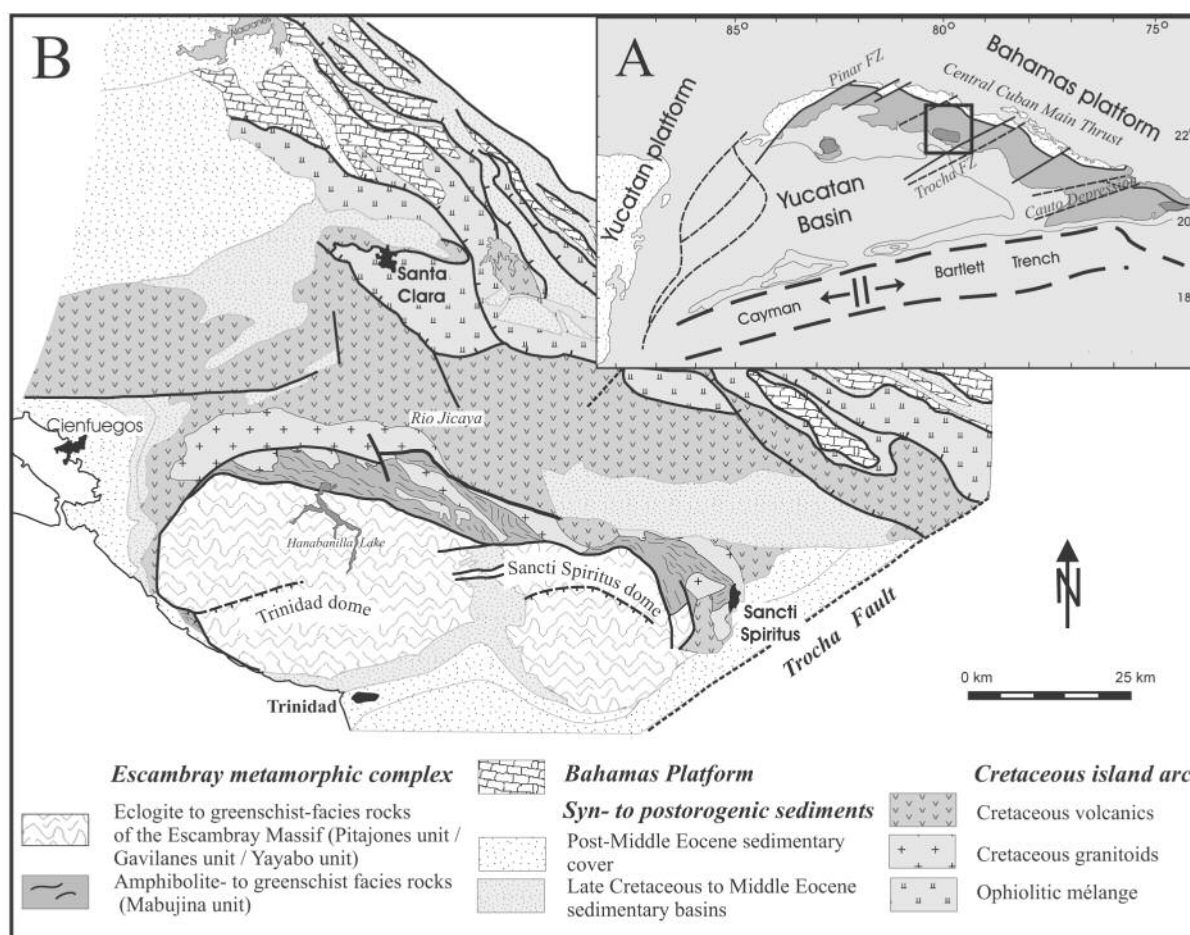 B
A
85°
80°
75°
Bahamas platform
Pinar FZ
Central Cuban Main Thrust
22°
Yucatan platform
Trocha FZ
Yucatan
Basin
Cauto Depression
20
Bartlett Trench
Cayman
18
Santa
Clara
Cienfuegos
Rio Jicaya
Hanabanilla Lake
Sancti Spiritus dome
Trinidad dome
Sancti
Spiritus
Trocha Fault
N
Trinidad
0 km
25 km
Escambray metamorphic complex
Eclogite to greenschist-facies rocks
of the Escambray Massif (Pitajones unit /
Gavilanes unit / Yayabo unit)
Amphibolite- to greenschist facies rocks
(Mabujina unit)
Bahamas Platform
Syn- to postorogenic sediments
Post-Middle Eocene sedimentary
cover
Late Cretaceous to Middle Eocene
sedimentary basins
Cretaceous island arc
Cretaceous volcanics
Cretaceous granitoids
Ophiolitic mélange